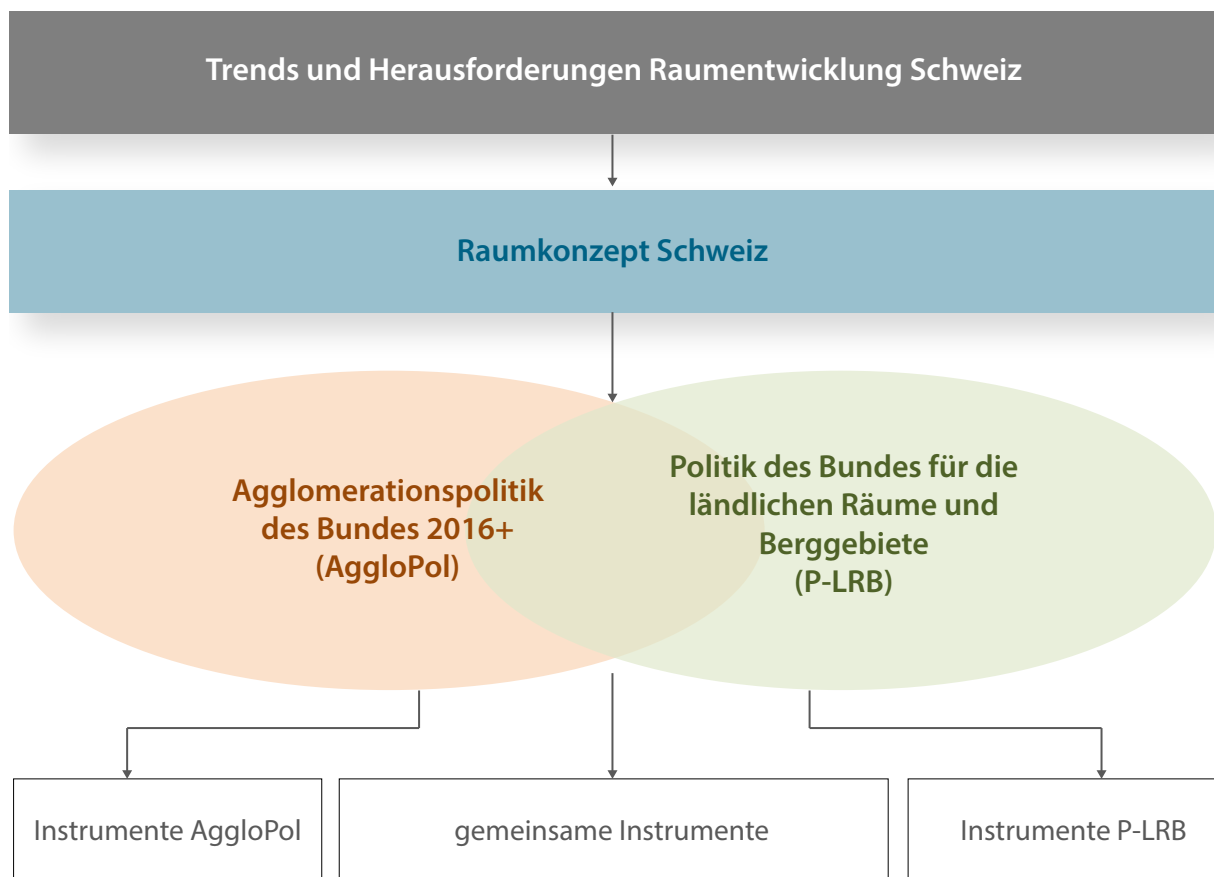 Trends und Herausforderungen Raumentwicklung Schweiz
Raumkonzept Schweiz
Agglomerationspolitik
des Bundes 2016+
(AggloPol)
Politik des Bundes für die
ländlichen Räume und
Berggebiete
(P-LRB)
Instrumente AggloPol
gemeinsame Instrumente
Instrumente P-LRB